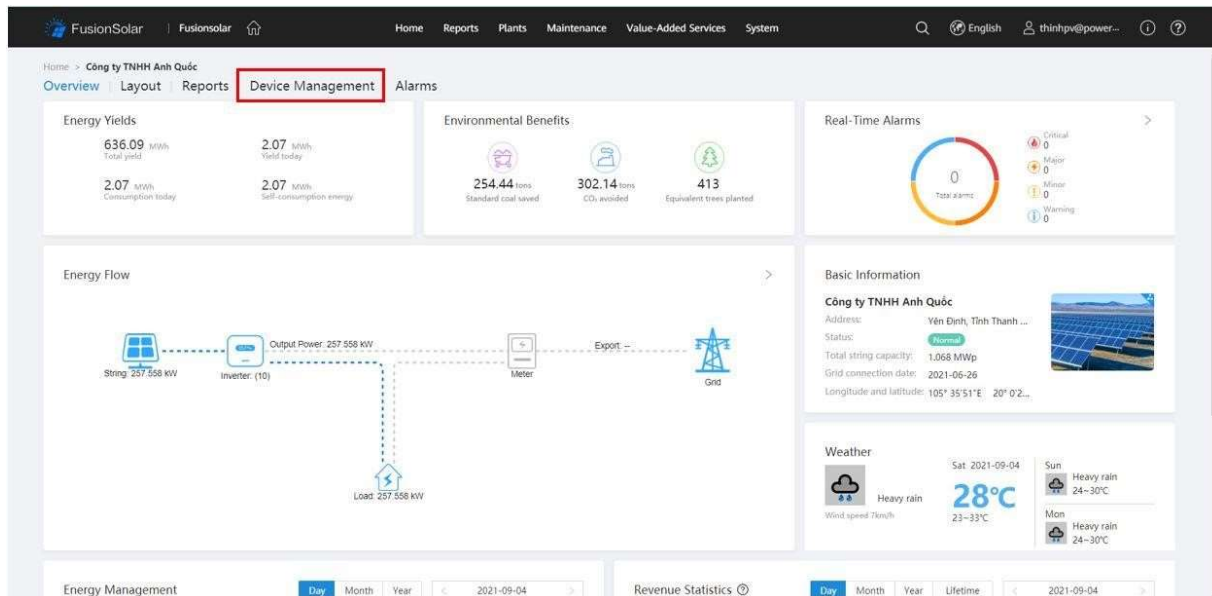 FusionSolar | Fusionsolar Home Reports Plants Maintenance Value-Added Services System English thinhpv@power...
Home > Công ty TNHH Anh Quốc
Overview Layout Reports Device Management Alarms
Energy Yields
636.09 MWh
Total yield
2.07 MWh
Yield today
2.07 MWh
Consumption today
2.07 MWh
Self-consumption energy
Environmental Benefits
254.44 tons
Standard coal saved
302.14 tons
CO₂ avoided
413
Equivalent trees planted
Real-Time Alarms >
0
Total alarms
Critical
0
Major
0
Minor
0
Warning
0
Energy Flow >
String: 257.558 kW
Inverter: (10)
Output Power: 257.558 kW
Meter
Export: --
Grid
Load: 257.558 kW
Basic Information
Công ty TNHH Anh Quốc
Address: Yên Định, Tỉnh Thanh ...
Status: Normal
Total string capacity: 1.068 MWp
Grid connection date: 2021-06-26
Longitude and latitude: 105° 35'51"E 20° 0'2...
Weather
Heavy rain
Wind speed 7km/h
Sat 2021-09-04
28°C
23~33°C
Sun
Heavy rain
24~30°C
Mon
Heavy rain
24~30°C
Energy Management Day Month Year < 2021-09-04 >
Revenue Statistics Day Month Year Lifetime < 2021-09-04 >